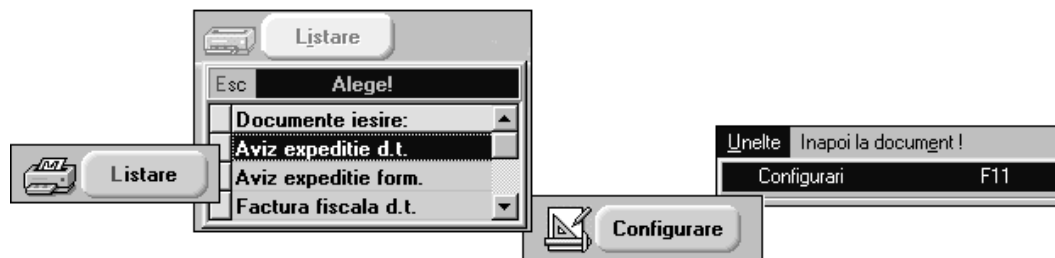 Listare
Esc Alege!
Documente iesire:
Aviz expeditie d.t.
Aviz expeditie form.
Factura fiscala d.t.
Listare
Configurare
Unelte Inapoi la document !
Configurari F11